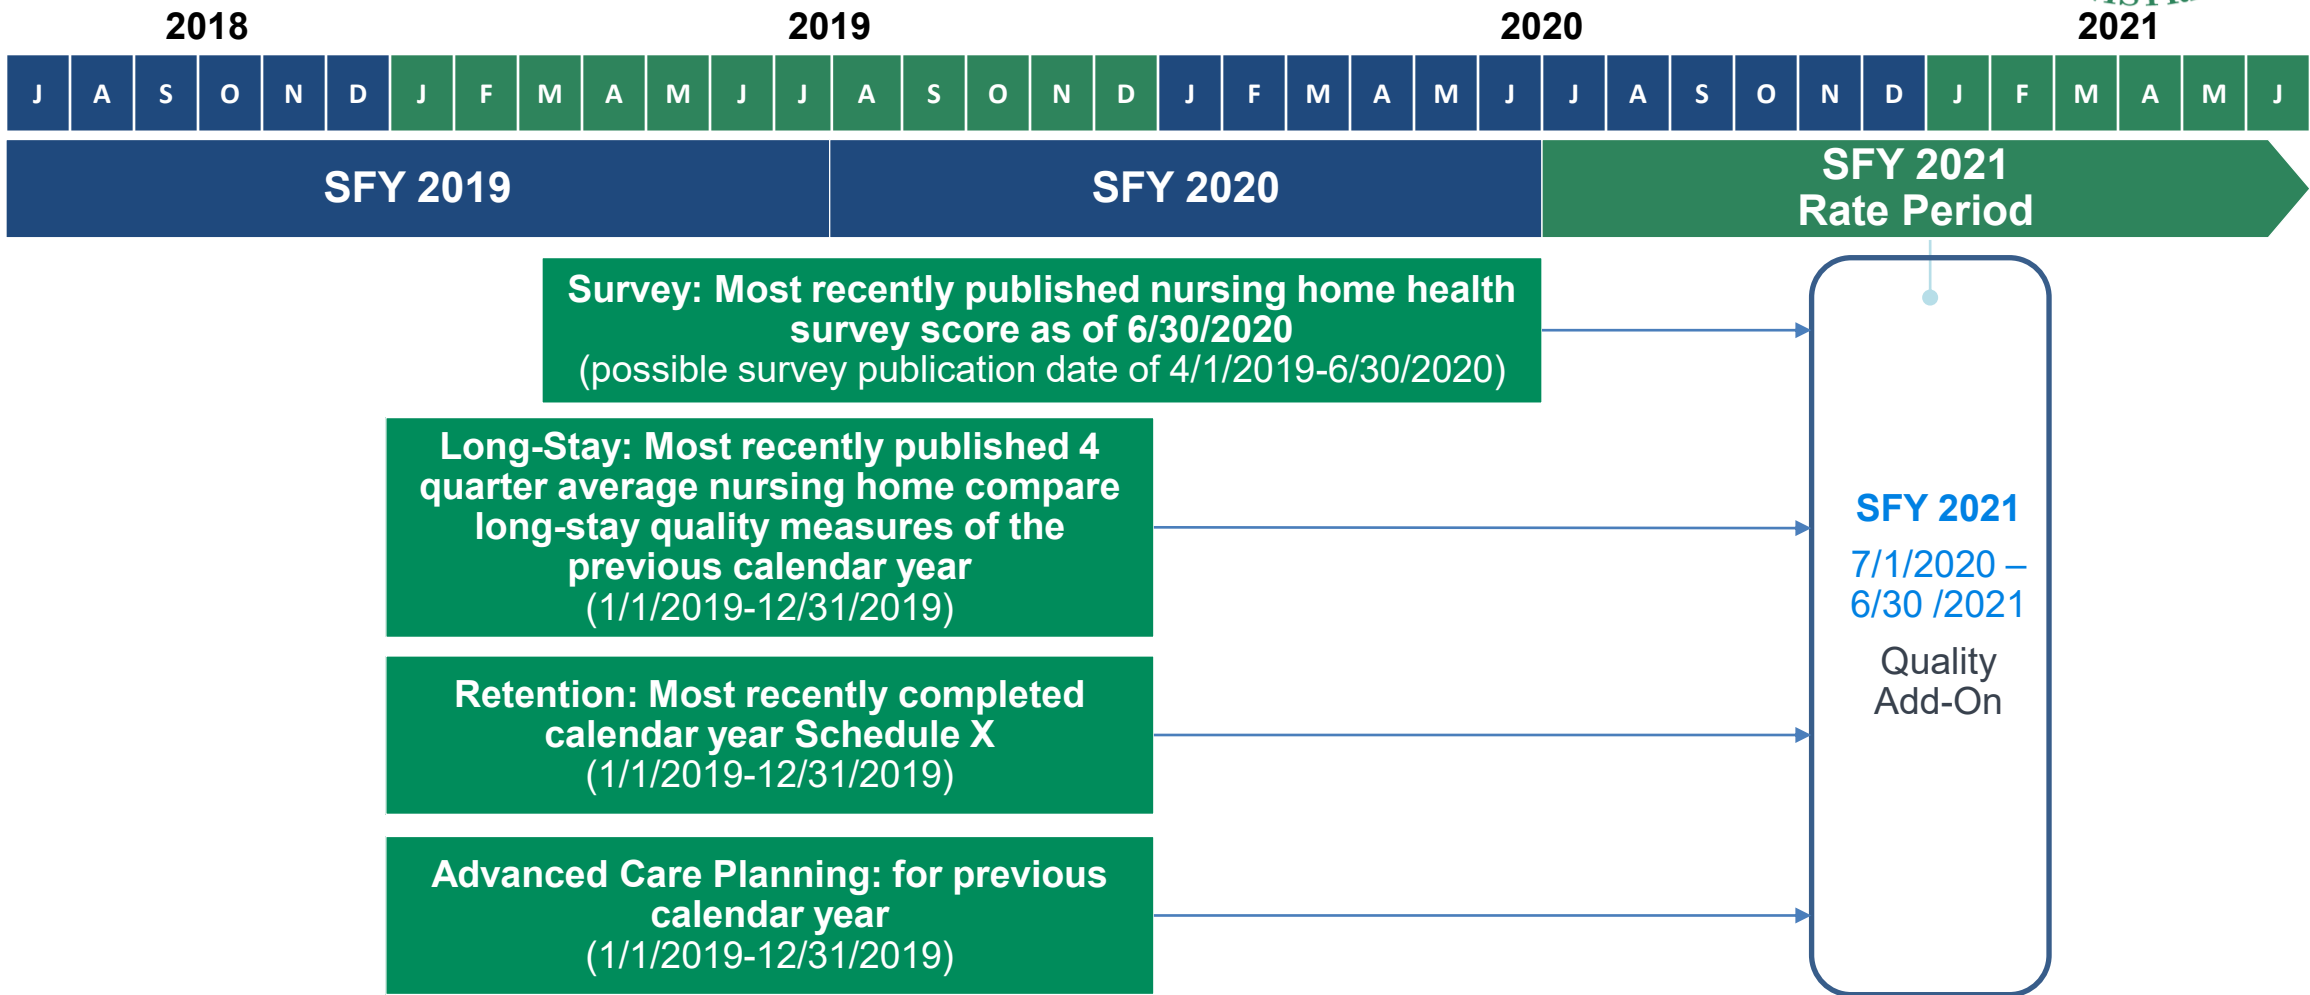 2018 2019 2020 2021
J A S O N D J F M A M J J A S O N D J F M A M J J A S O N D J F M A M J
SFY 2019
SFY 2020
SFY 2021
Rate Period
Survey: Most recently published nursing home health
survey score as of 6/30/2020
(possible survey publication date of 4/1/2019-6/30/2020)
Long-Stay: Most recently published 4
quarter average nursing home compare
long-stay quality measures of the
previous calendar year
(1/1/2019-12/31/2019)
Retention: Most recently completed
calendar year Schedule X
(1/1/2019-12/31/2019)
Advanced Care Planning: for previous
calendar year
(1/1/2019-12/31/2019)
SFY 2021
7/1/2020 –
6/30 /2021
Quality
Add-On